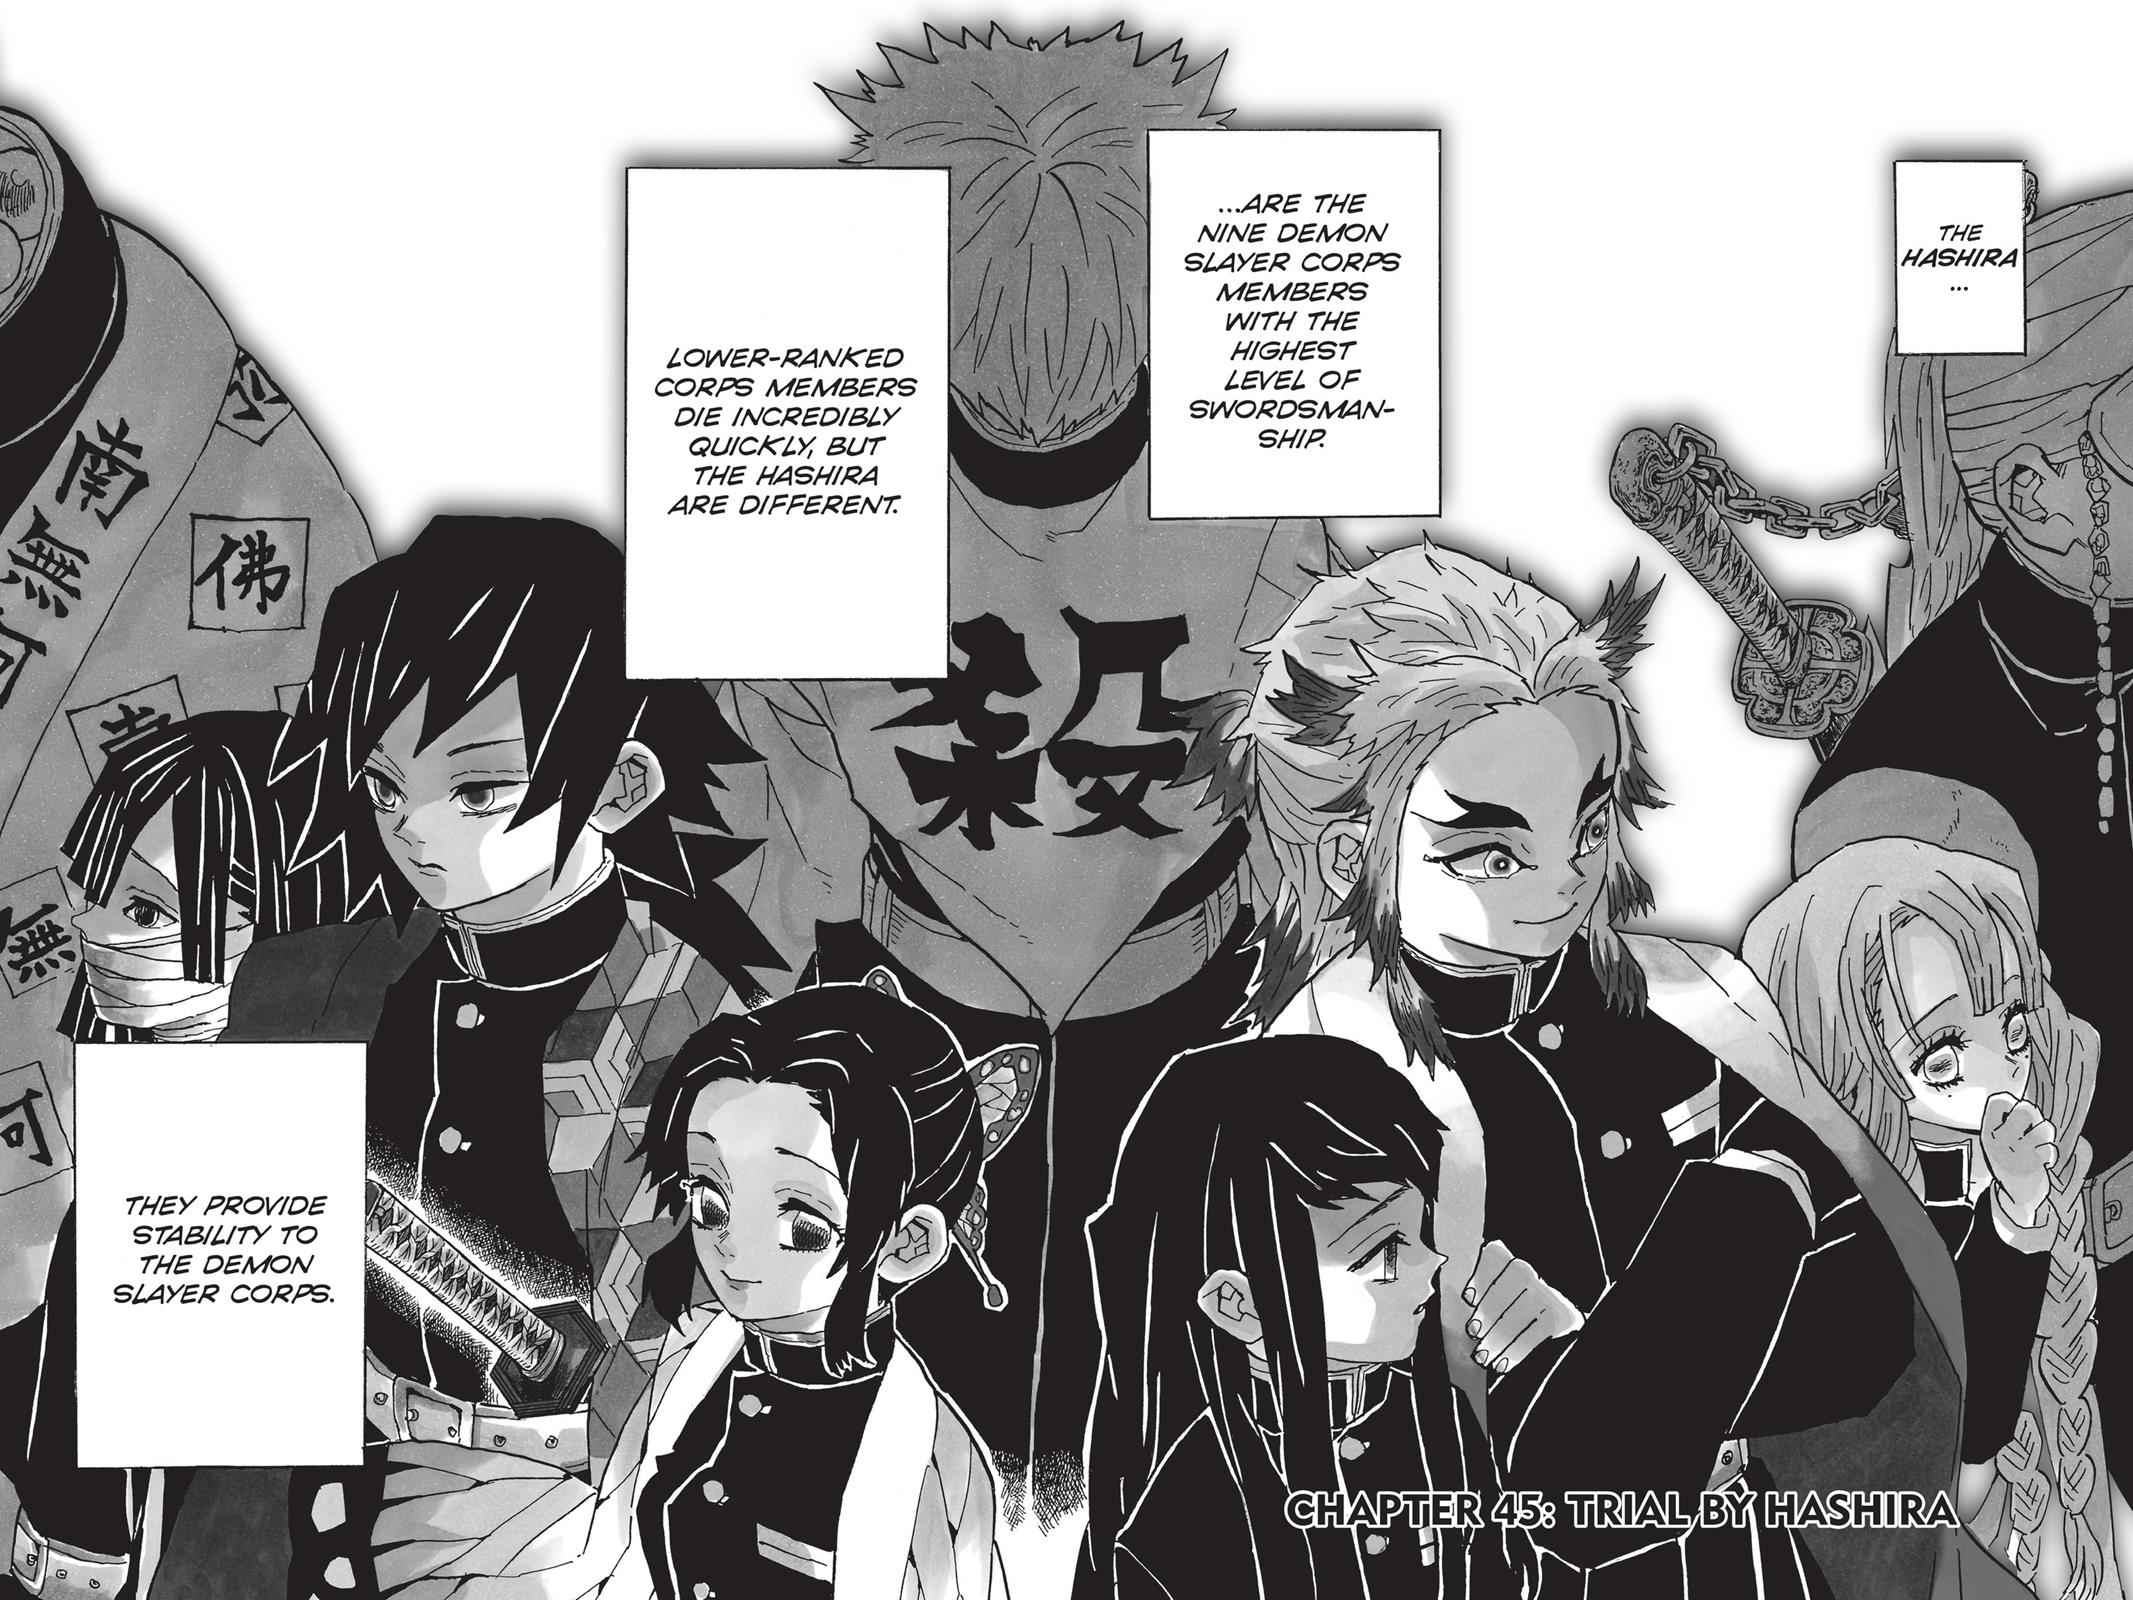 THE
HASHIRA
...
...ARE THE
NINE DEMON
SLAYER CORPS
MEMBERS
WITH THE
HIGHEST
LEVEL OF
SWORDSMAN-
SHIP.
LOWER-RANKED
CORPS MEMBERS
DIE INCREDIBLY
QUICKLY, BUT
THE HASHIRA
ARE DIFFERENT.
THEY PROVIDE
STABILITY TO
THE DEMON
SLAYER CORPS.
殺
南無阿
佛
無
阿
CHAPTER 45: TRIAL BY HASHIRA